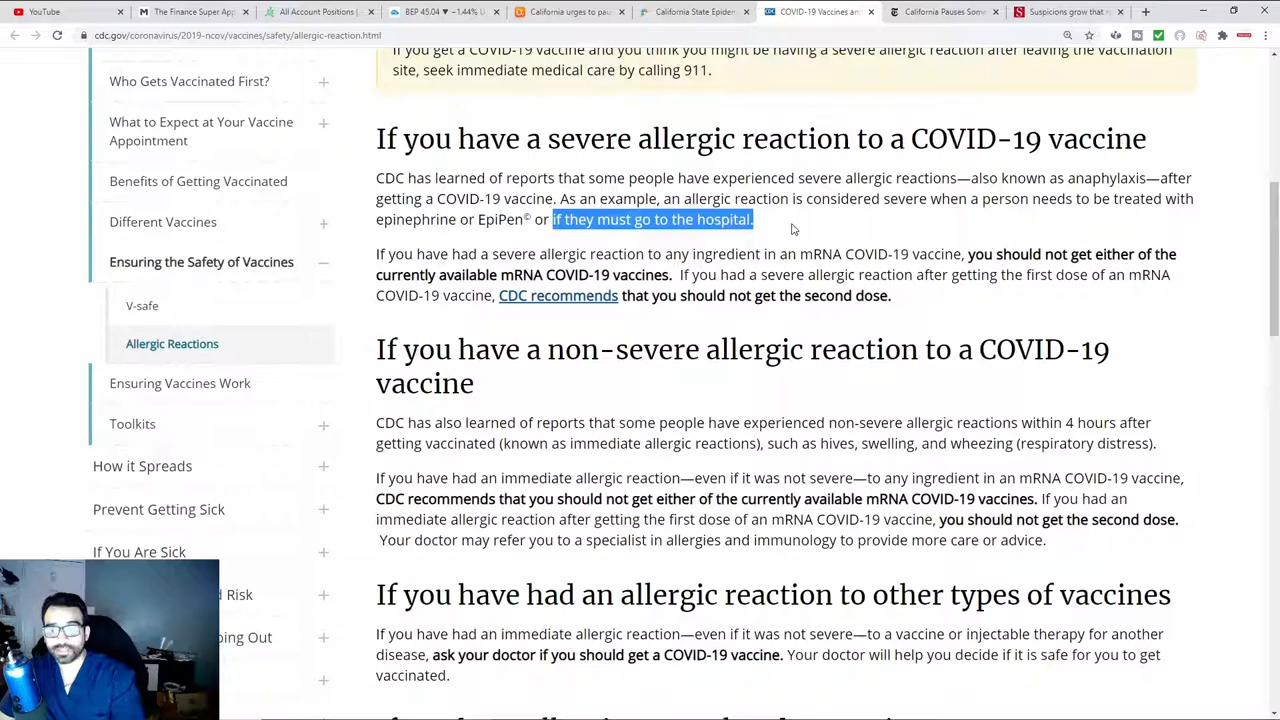 YouTube
The Finance Super Ap
All Account Positions
BEP 45.04 ▼ −1.44% U
California urges to pau
California State Epidem
COVID-19 Vaccines an
California Pauses Som
Suspicions grow that n
cdc.gov/coronavirus/2019-ncov/vaccines/safety/allergic-reaction.html
If you get a COVID-19 vaccine and you think you might be having a severe allergic reaction after leaving the vaccination
site, seek immediate medical care by calling 911.
Who Gets Vaccinated First?
What to Expect at Your Vaccine
Appointment
Benefits of Getting Vaccinated
Different Vaccines
Ensuring the Safety of Vaccines
V-safe
Allergic Reactions
Ensuring Vaccines Work
Toolkits
How it Spreads
Prevent Getting Sick
If You Are Sick
d Risk
ping Out
If you have a severe allergic reaction to a COVID-19 vaccine
CDC has learned of reports that some people have experienced severe allergic reactions—also known as anaphylaxis—after
getting a COVID-19 vaccine. As an example, an allergic reaction is considered severe when a person needs to be treated with
epinephrine or EpiPen© or if they must go to the hospital.
If you have had a severe allergic reaction to any ingredient in an mRNA COVID-19 vaccine, you should not get either of the
currently available mRNA COVID-19 vaccines. If you had a severe allergic reaction after getting the first dose of an mRNA
COVID-19 vaccine, CDC recommends that you should not get the second dose.
If you have a non-severe allergic reaction to a COVID-19
vaccine
CDC has also learned of reports that some people have experienced non-severe allergic reactions within 4 hours after
getting vaccinated (known as immediate allergic reactions), such as hives, swelling, and wheezing (respiratory distress).
If you have had an immediate allergic reaction—even if it was not severe—to any ingredient in an mRNA COVID-19 vaccine,
CDC recommends that you should not get either of the currently available mRNA COVID-19 vaccines. If you had an
immediate allergic reaction after getting the first dose of an mRNA COVID-19 vaccine, you should not get the second dose.
Your doctor may refer you to a specialist in allergies and immunology to provide more care or advice.
If you have had an allergic reaction to other types of vaccines
If you have had an immediate allergic reaction—even if it was not severe—to a vaccine or injectable therapy for another
disease, ask your doctor if you should get a COVID-19 vaccine. Your doctor will help you decide if it is safe for you to get
vaccinated.